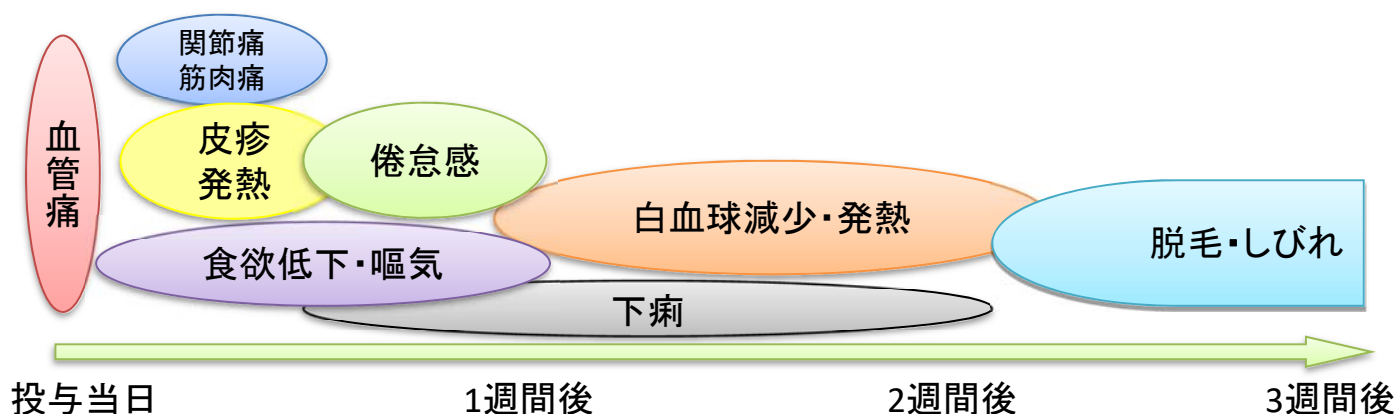 関節痛
筋肉痛
血管痛
皮疹
発熱
倦怠感
白血球減少・発熱
食欲低下・嘔気
脱毛・しびれ
下痢
投与当日
1週間後
2週間後
3週間後